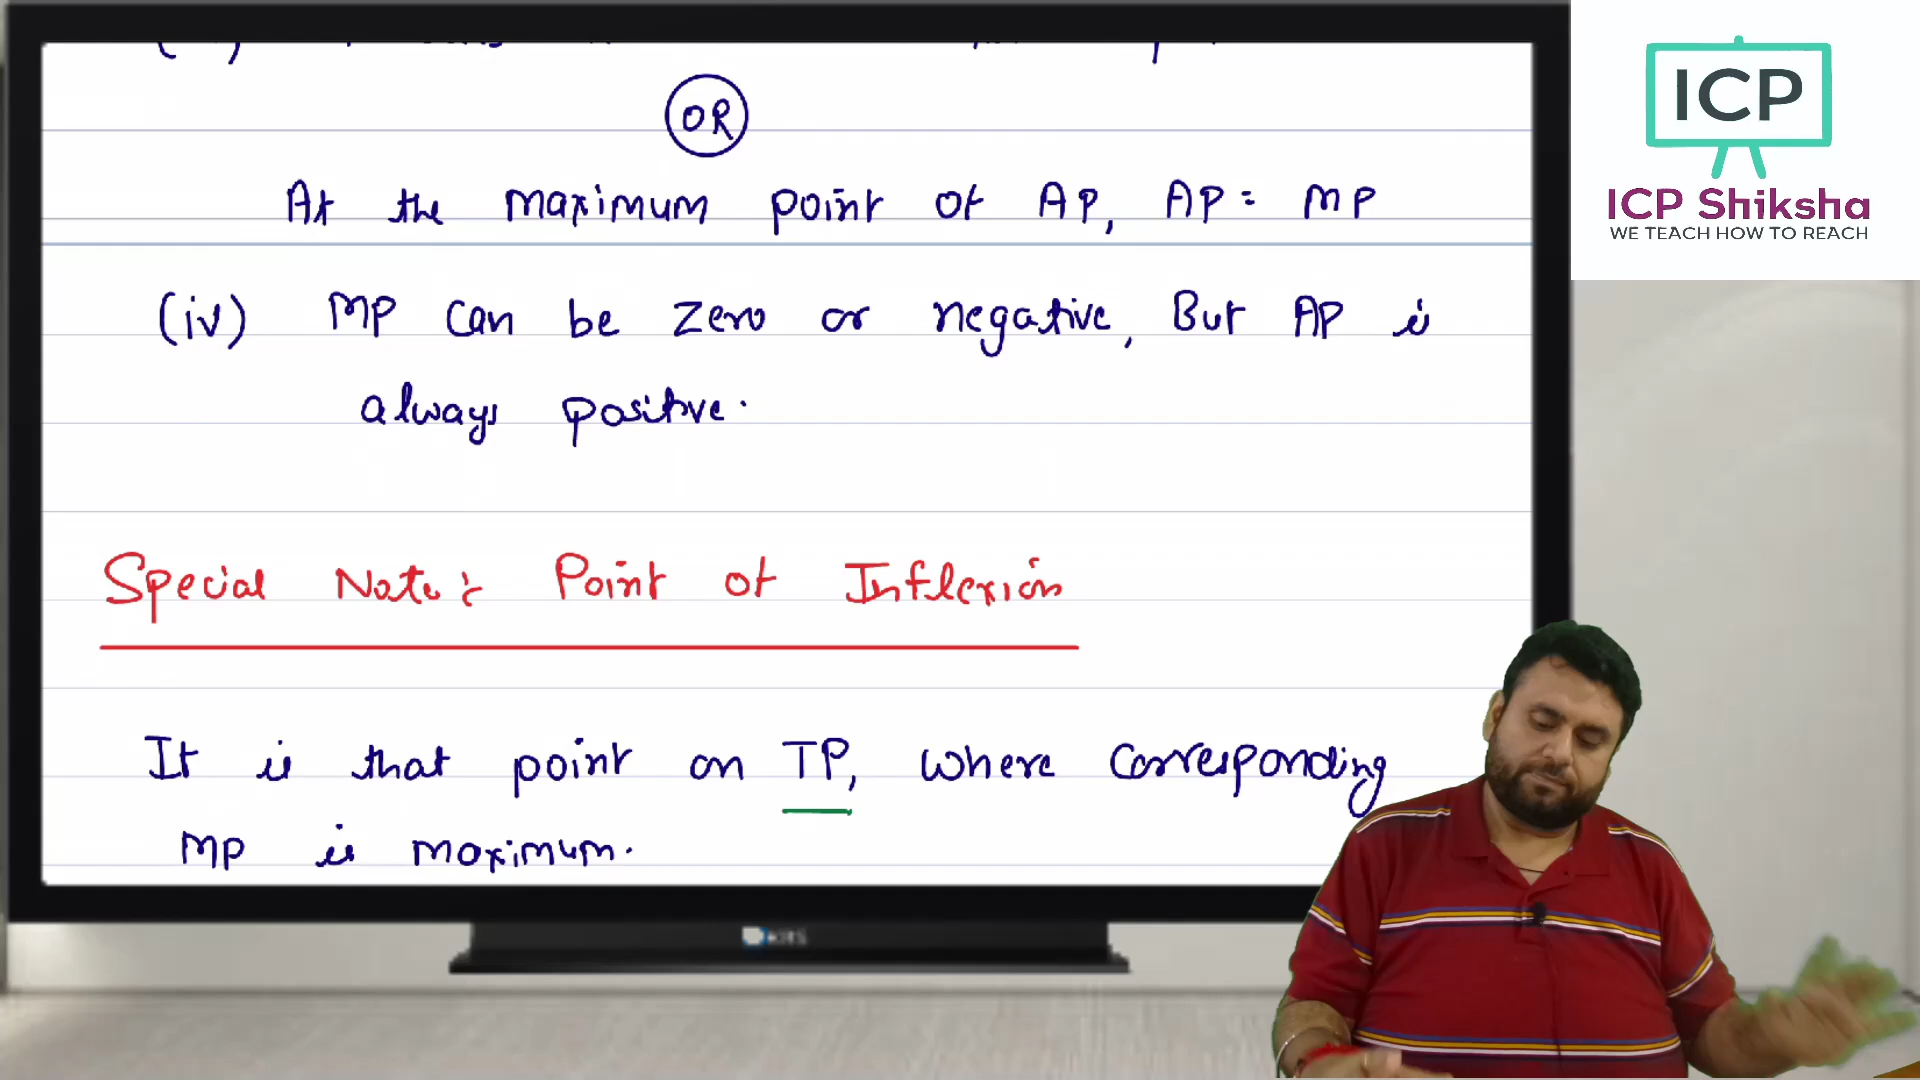 OR
At the maximum point of AP, AP = MP
(iv) MP can be zero or negative, But AP is
always positive.
Special Note: Point of Inflexion
It is that point on TP, where corresponding
MP is maximum.
ICP
ICP Shiksha
WE TEACH HOW TO REACH